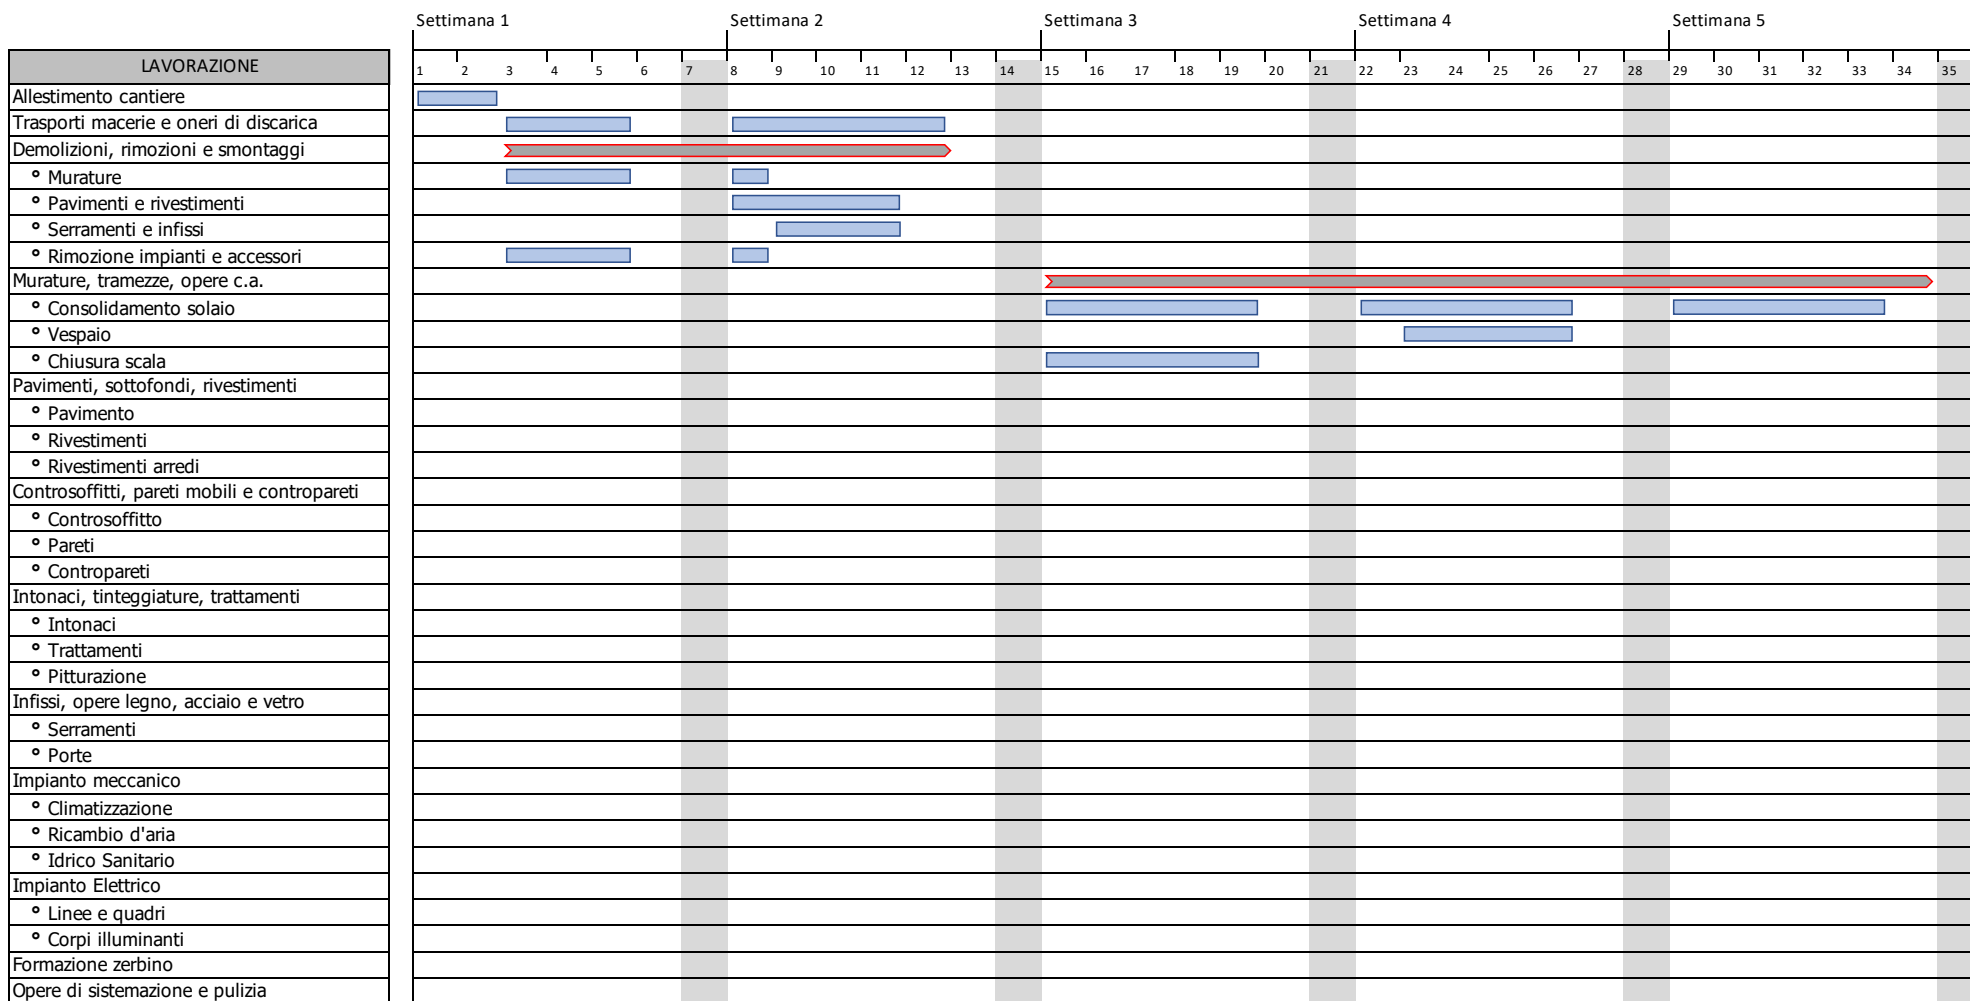 Settimana 1 Settimana 2 Settimana 3 Settimana 4 Settimana 5
LAVORAZIONE 1 2 3 4 5 6 7 8 9 10 11 12 13 14 15 16 17 18 19 20 21 22 23 24 25 26 27 28 29 30 31 32 33 34 35
Allestimento cantiere
Trasporti macerie e oneri di discarica
Demolizioni, rimozioni e smontaggi
° Murature
° Pavimenti e rivestimenti
° Serramenti e infissi
° Rimozione impianti e accessori
Murature, tramezze, opere c.a.
° Consolidamento solaio
° Vespaio
° Chiusura scala
Pavimenti, sottofondi, rivestimenti
° Pavimento
° Rivestimenti
° Rivestimenti arredi
Controsoffitti, pareti mobili e contropareti
° Controsoffitto
° Pareti
° Contropareti
Intonaci, tinteggiature, trattamenti
° Intonaci
° Trattamenti
° Pitturazione
Infissi, opere legno, acciaio e vetro
° Serramenti
° Porte
Impianto meccanico
° Climatizzazione
° Ricambio d'aria
° Idrico Sanitario
Impianto Elettrico
° Linee e quadri
° Corpi illuminanti
Formazione zerbino
Opere di sistemazione e pulizia